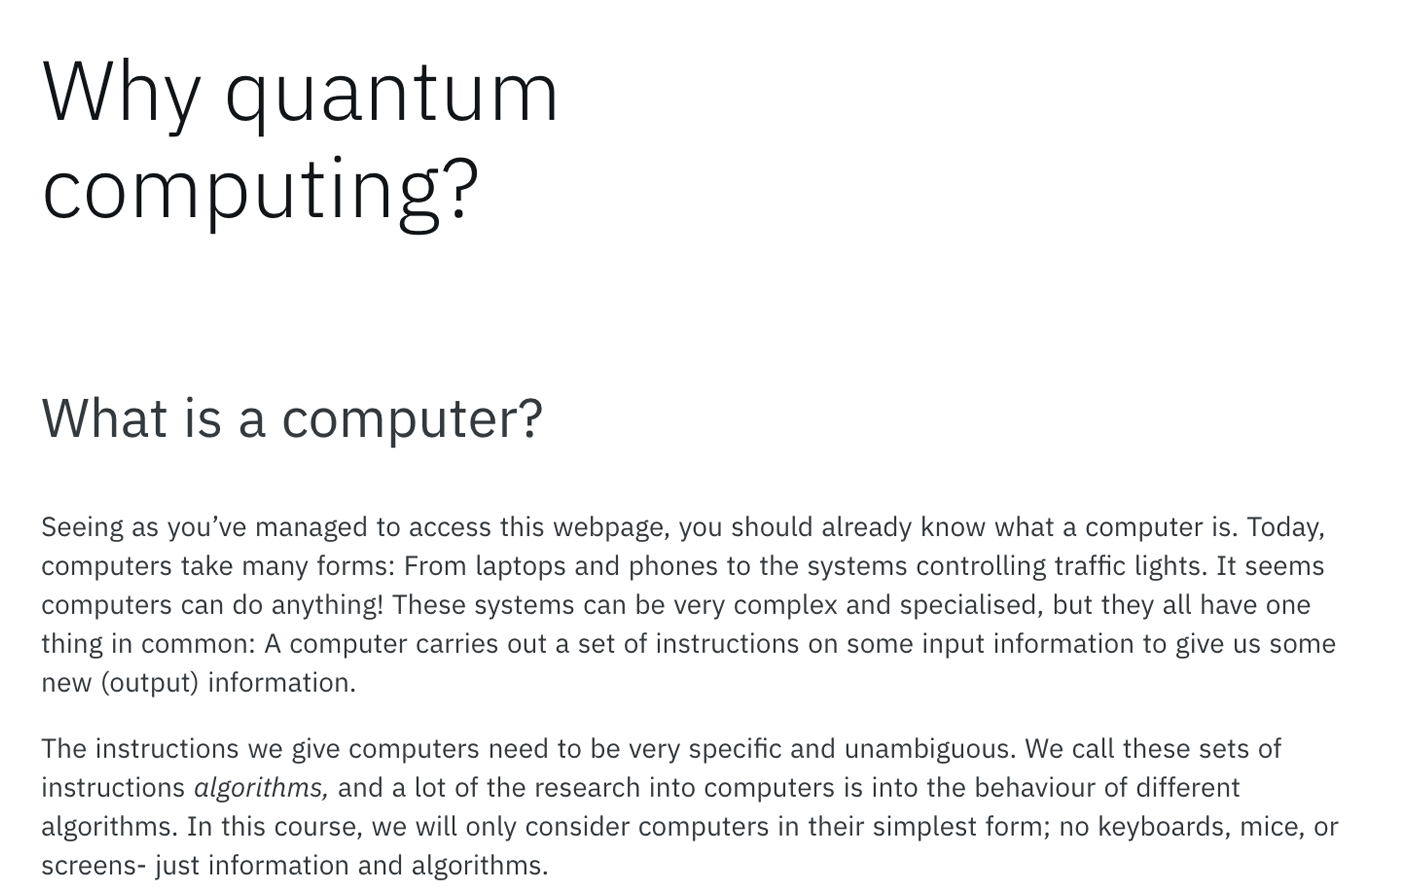 Why quantum
computing?
What is a computer?
Seeing as you’ve managed to access this webpage, you should already know what a computer is. Today,
computers take many forms: From laptops and phones to the systems controlling traffic lights. It seems
computers can do anything! These systems can be very complex and specialised, but they all have one
thing in common: A computer carries out a set of instructions on some input information to give us some
new (output) information.
The instructions we give computers need to be very specific and unambiguous. We call these sets of
instructions algorithms, and a lot of the research into computers is into the behaviour of different
algorithms. In this course, we will only consider computers in their simplest form; no keyboards, mice, or
screens- just information and algorithms.